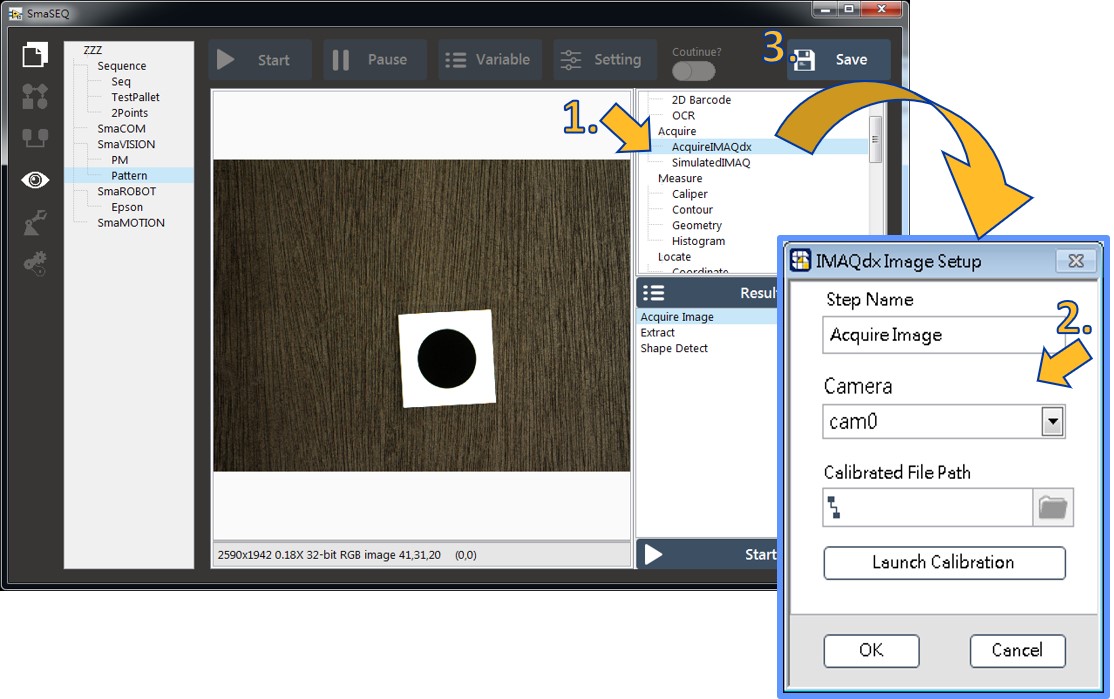 SmaSEQ
ZZZ
Sequence
Seq
TestPallet
2Points
SmaCOM
SmaVISION
PM
Pattern
SmaROBOT
Epson
SmaMOTION
Start
Pause
Variable
Setting
Continue?
3.
Save
1.
2D Barcode
OCR
Acquire
AcquireIMAQdx
SimulatedIMAQ
Measure
Caliper
Contour
Geometry
Histogram
Locate
Coordinate
Result
Acquire Image
Extract
Shape Detect
Start
2590x1942 0.18X 32-bit RGB image 41,31,20 (0,0)
IMAQdx Image Setup
Step Name
Acquire Image
2.
Camera
cam0
Calibrated File Path
Launch Calibration
OK
Cancel